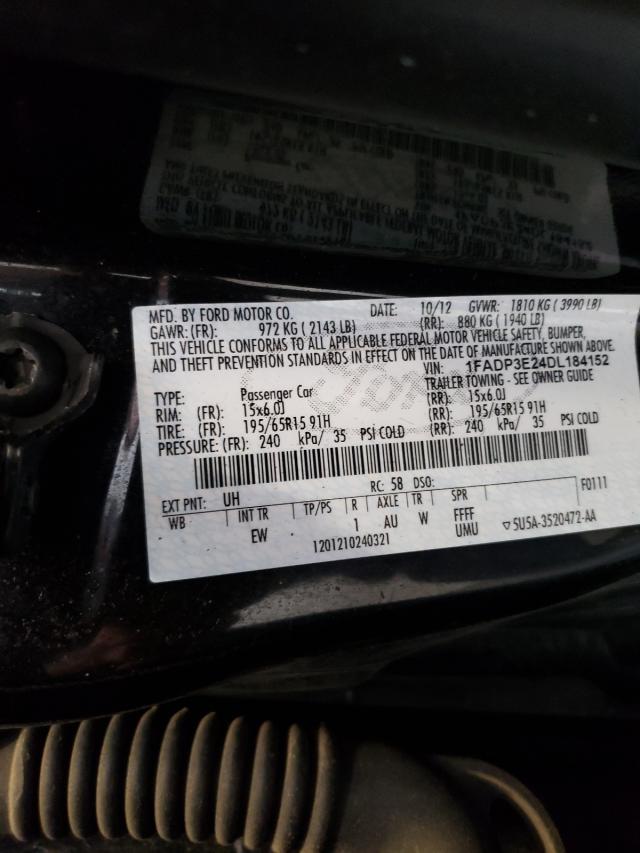 MFD. BY FORD MOTOR CO.
DATE: 10/12 GVWR: 1810 KG ( 3990 LB)
GAWR: (FR): 972 KG ( 2143 LB) (RR): 880 KG ( 1940 LB)
THIS VEHICLE CONFORMS TO ALL APPLICABLE FEDERAL MOTOR VEHICLE SAFETY, BUMPER,
AND THEFT PREVENTION STANDARDS IN EFFECT ON THE DATE OF MANUFACTURE SHOWN ABOVE.
VIN: 1FADP3E24DL184152
TYPE: Passenger Car TRAILER TOWING - SEE OWNER GUIDE
RIM: (FR): 15x6.0J (RR): 15x6.0J
TIRE: (FR): 195/65R15 91H (RR): 195/65R15 91H
PRESSURE: (FR): 240 kPa/ 35 PSI COLD (RR): 240 kPa/ 35 PSI COLD
EXT PNT: UH RC: 58 DSO: F0111
WB INT TR TP/PS R AXLE TR SPR
EW 1 AU W FFFF
1201210240321 UMU ▽5U5A-3520472-AA